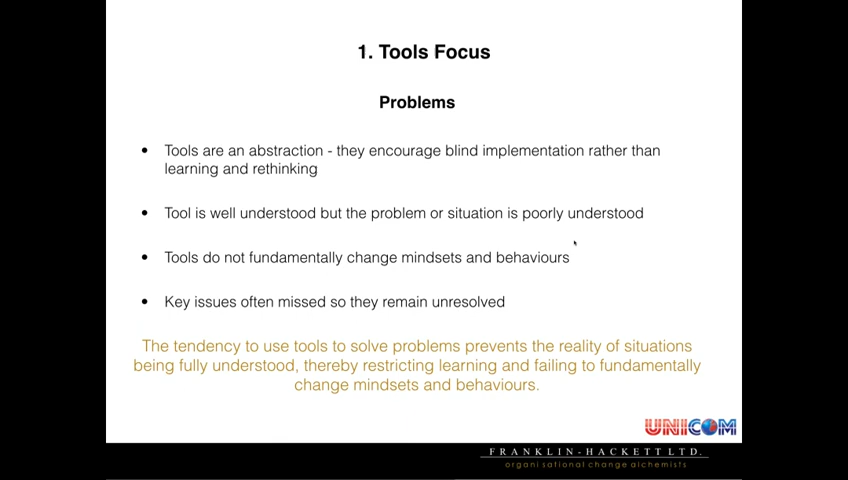 1. Tools Focus
Problems
• Tools are an abstraction - they encourage blind implementation rather than
learning and rethinking
• Tool is well understood but the problem or situation is poorly understood
• Tools do not fundamentally change mindsets and behaviours
• Key issues often missed so they remain unresolved
The tendency to use tools to solve problems prevents the reality of situations
being fully understood, thereby restricting learning and failing to fundamentally
change mindsets and behaviours.
UNICOM
FRANKLIN-HACKETT LTD.
organisational change alchemists